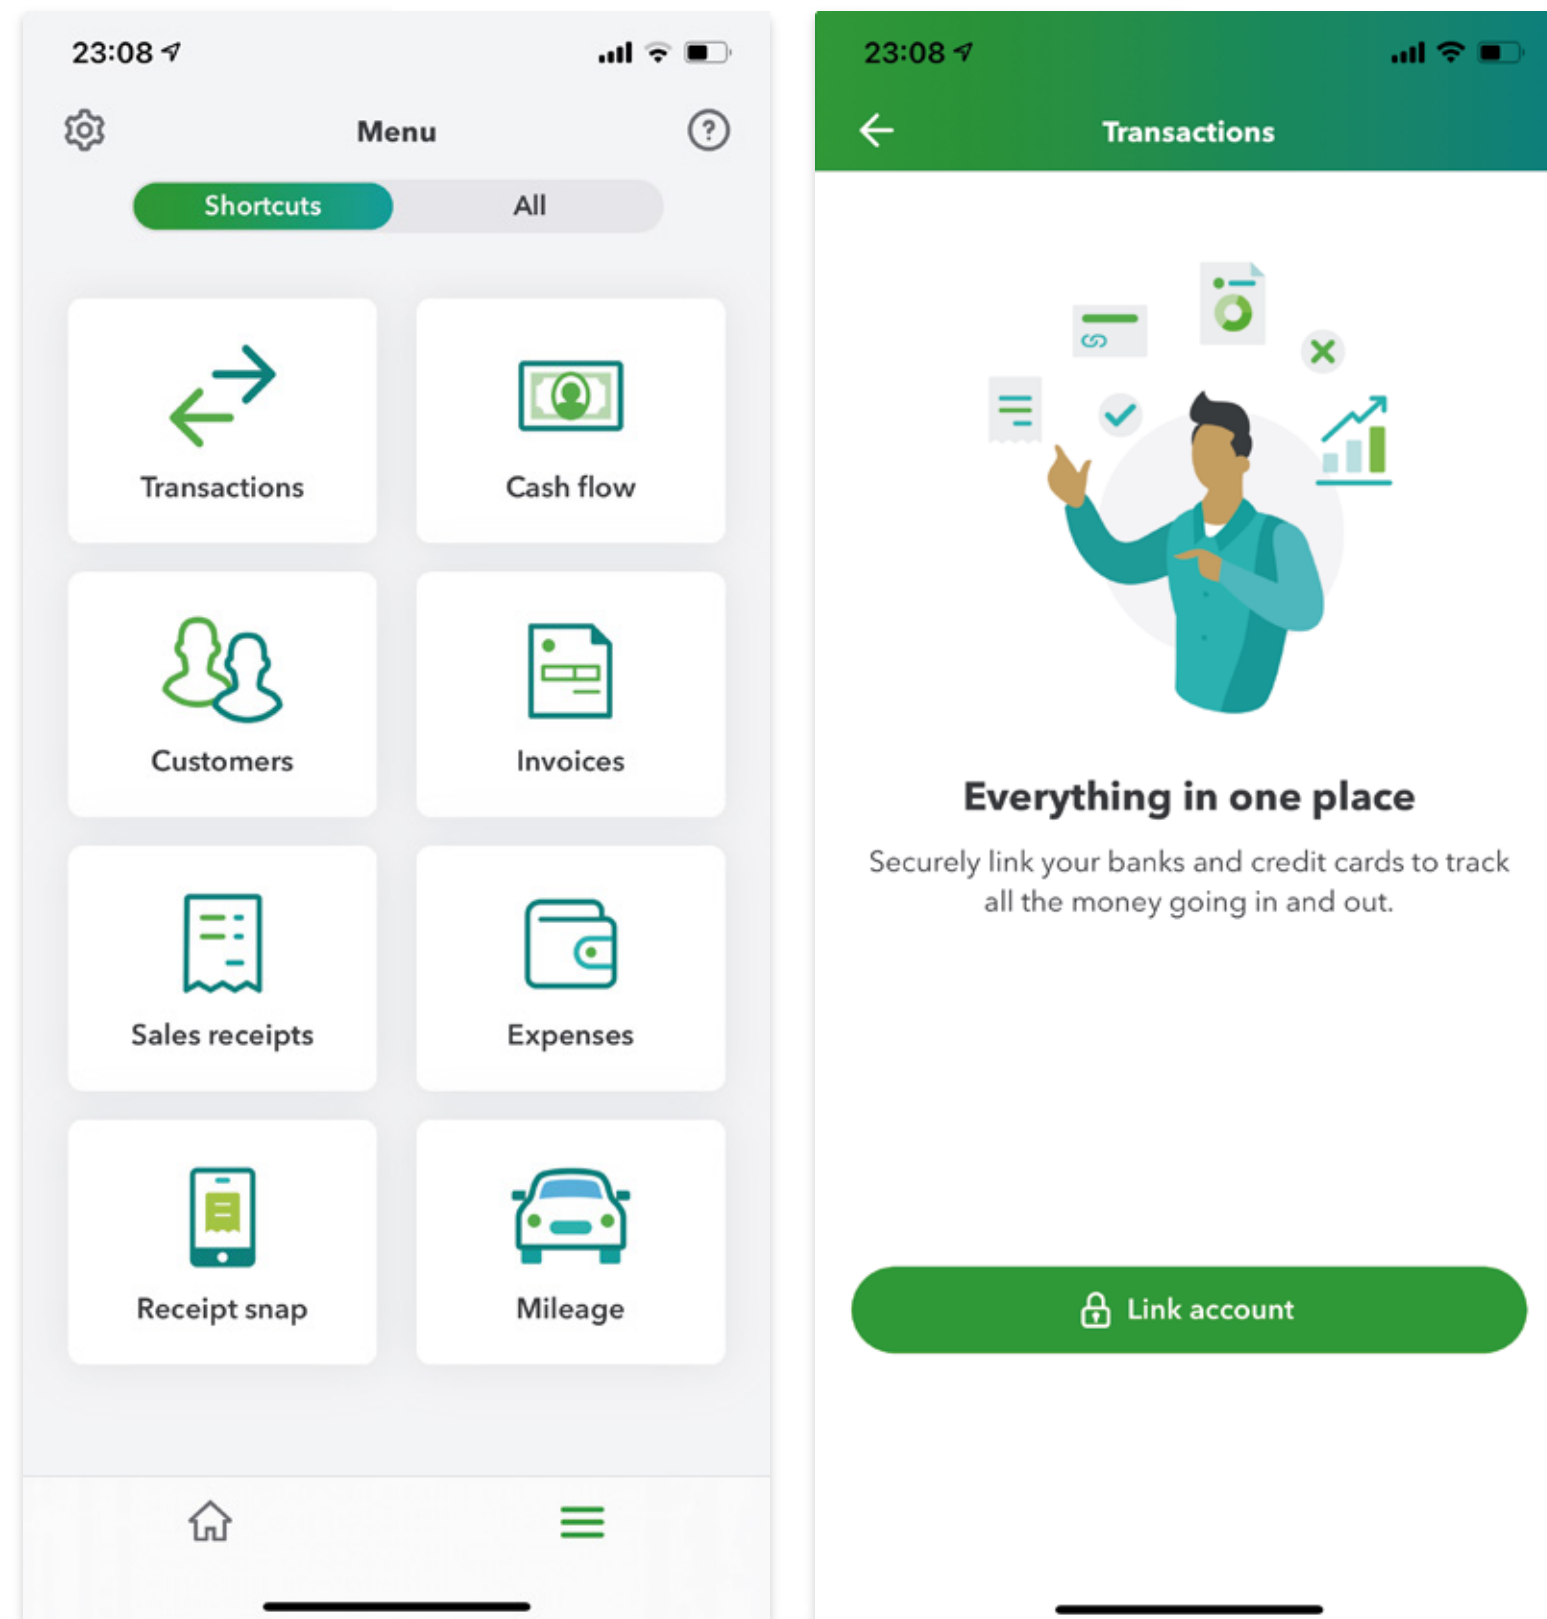 23:08
Menu
Shortcuts
All
Transactions
Cash flow
Customers
Invoices
Sales receipts
Expenses
Receipt snap
Mileage
23:08
Transactions
Everything in one place
Securely link your banks and credit cards to track
all the money going in and out.
Link account